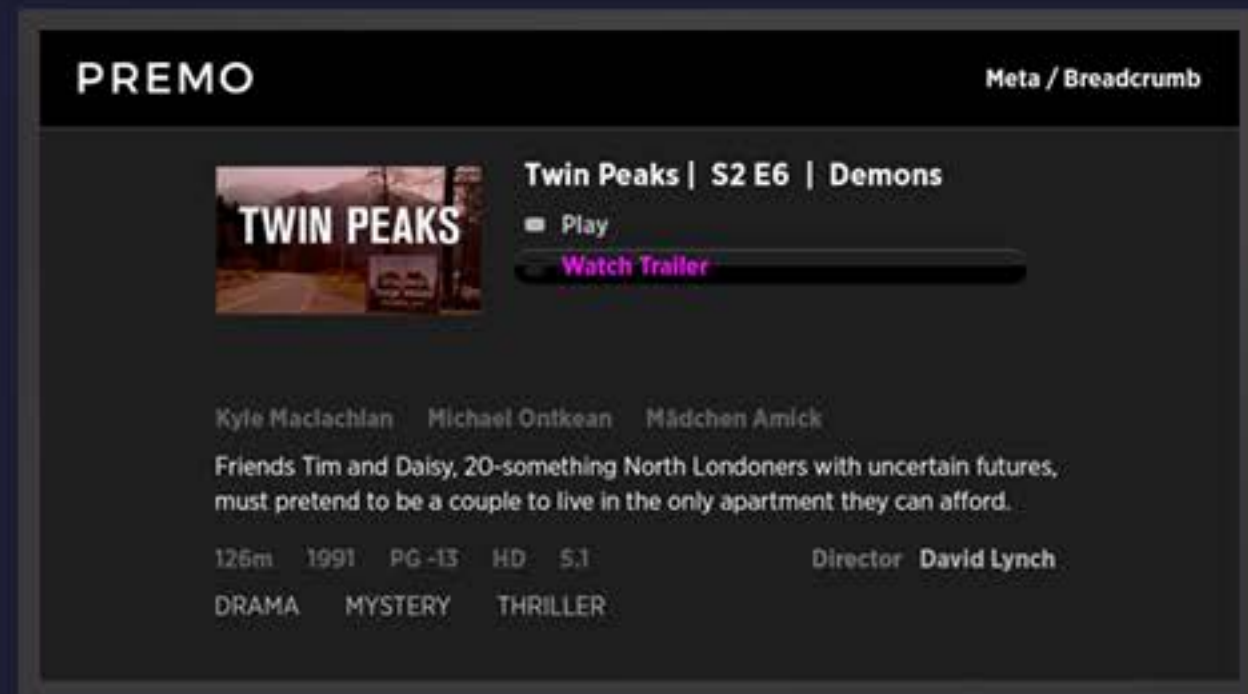 PREMO
Meta / Breadcrumb
Twin Peaks | S2 E6 | Demons
TWIN PEAKS
Play
Watch Trailer
Kyle Maclachlan Michael Ontkean Mädchen Amick
Friends Tim and Daisy, 20-something North Londoners with uncertain futures,
must pretend to be a couple to live in the only apartment they can afford.
126m 1991 PG -13 HD 5.1 Director David Lynch
DRAMA MYSTERY THRILLER